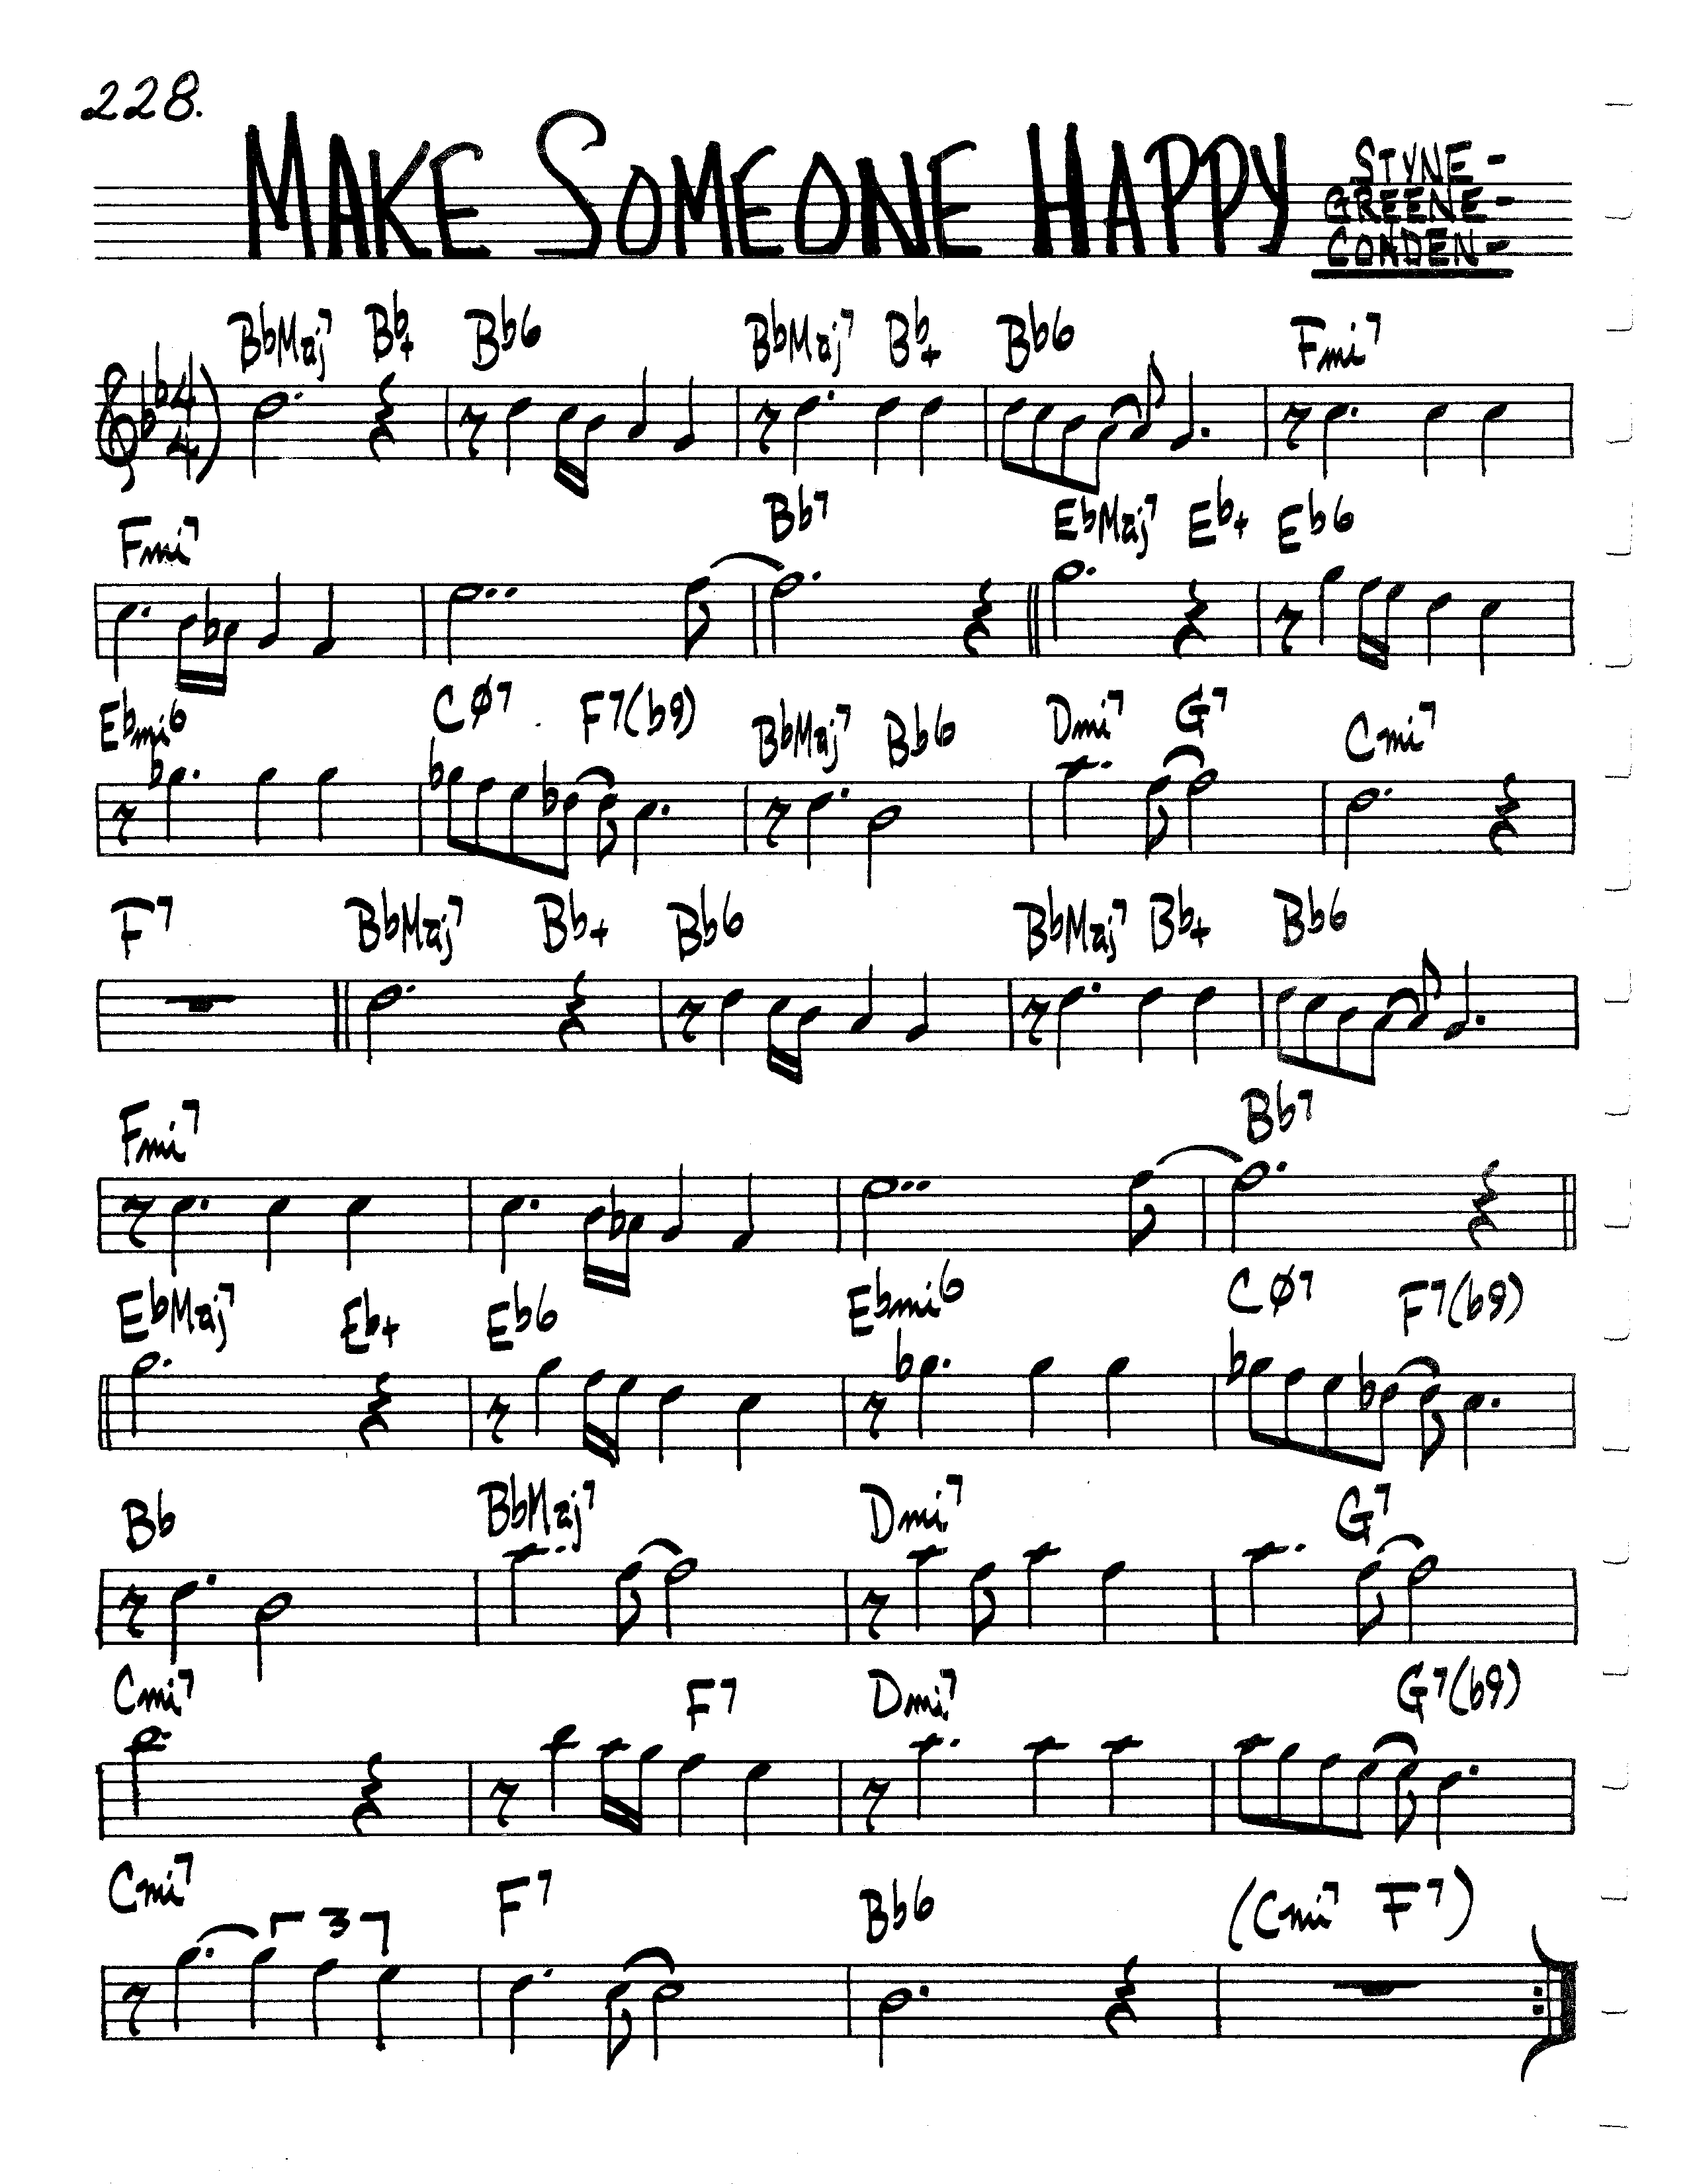 228.
MAKE SOMEONE HAPPY
STYNE -
GREENE -
CONDEN -
BbMaj7 Bb+ Bb6 BbMaj7 Bb+ Bb6 Fmi7
4
4
Fmi7 Bb7 EbMaj7 Eb+ Eb6
Ebmi6 CØ7 F7(b9) BbMaj7 Bb6 Dmi7 G7 Cmi7
F7 BbMaj7 Bb+ Bb6 BbMaj7 Bb+ Bb6
Fmi7 Bb7
EbMaj7 Eb+ Eb6 Ebmi6 CØ7 F7(b9)
Bb BbMaj7 Dmi7 G7
Cmi7 F7 Dmi7 G7(b9)
Cmi7 F7 Bb6 (Cmi7 F7)
3